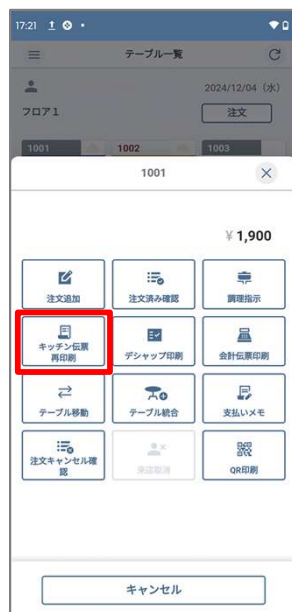 17:21
テーブル一覧
2024/12/04（水）
フロア1
注文
1001
1002
1003
1001
¥ 1,900
注文追加
注文済み確認
調理指示
キッチン伝票
再印刷
デシャップ印刷
会計伝票印刷
テーブル移動
テーブル統合
支払いメモ
注文キャンセル確
認
来店取消
QR印刷
キャンセル